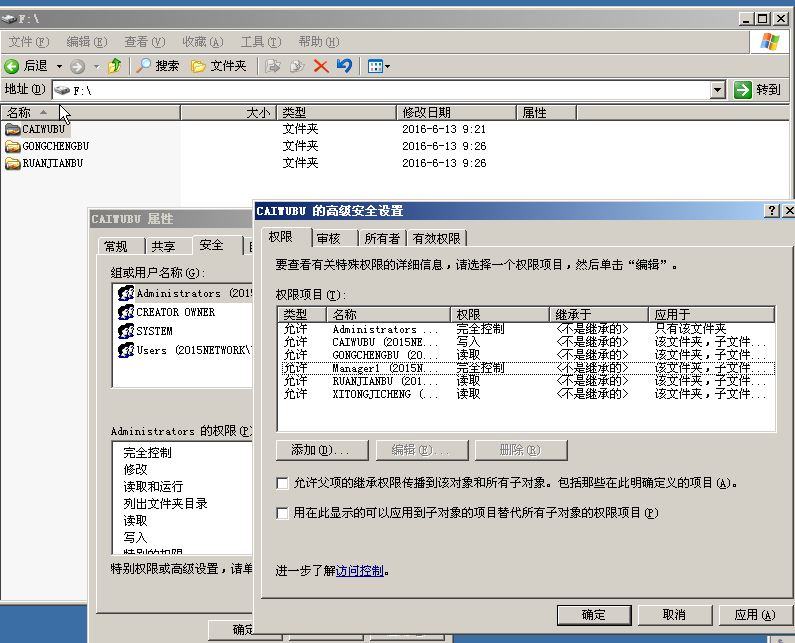 F:\
文件(F) 编辑(E) 查看(V) 收藏(A) 工具(T) 帮助(H)
后退 搜索 文件夹
地址(D) F:\ 转到
名称 大小 类型 修改日期 属性
CAIWUBU 文件夹 2016-6-13 9:21
GONGCHENGBU 文件夹 2016-6-13 9:26
RUANJIANBU 文件夹 2016-6-13 9:26
CAIWUBU 属性
常规 共享 安全
组或用户名称(G):
Administrators (2015
CREATOR OWNER
SYSTEM
Users (2015NETWORK\
Administrators 的权限(P)
完全控制
修改
读取和运行
列出文件夹目录
读取
写入
特别的权限
特别权限或高级设置，请单
确定
CAIWUBU 的高级安全设置
权限 审核 所有者 有效权限
要查看有关特殊权限的详细信息，请选择一个权限项目，然后单击“编辑”。
权限项目(T):
类型 名称 权限 继承于 应用于
允许 Administrators ... 完全控制 <不是继承的> 只有该文件夹
允许 CAIWUBU (2015NE... 写入 <不是继承的> 该文件夹，子文件...
允许 GONGCHENGBU (20... 读取 <不是继承的> 该文件夹，子文件...
允许 Manager1 (2015N... 完全控制 <不是继承的> 该文件夹，子文件...
允许 RUANJIANBU (201... 读取 <不是继承的> 该文件夹，子文件...
允许 XITONGJICHENG (... 读取 <不是继承的> 该文件夹，子文件...
添加(D)... 编辑(E)... 删除(R)
允许父项的继承权限传播到该对象和所有子对象。包括那些在此明确定义的项目(A)。
用在此显示的可以应用到子对象的项目替代所有子对象的权限项目(P)
进一步了解访问控制。
确定 取消 应用(A)